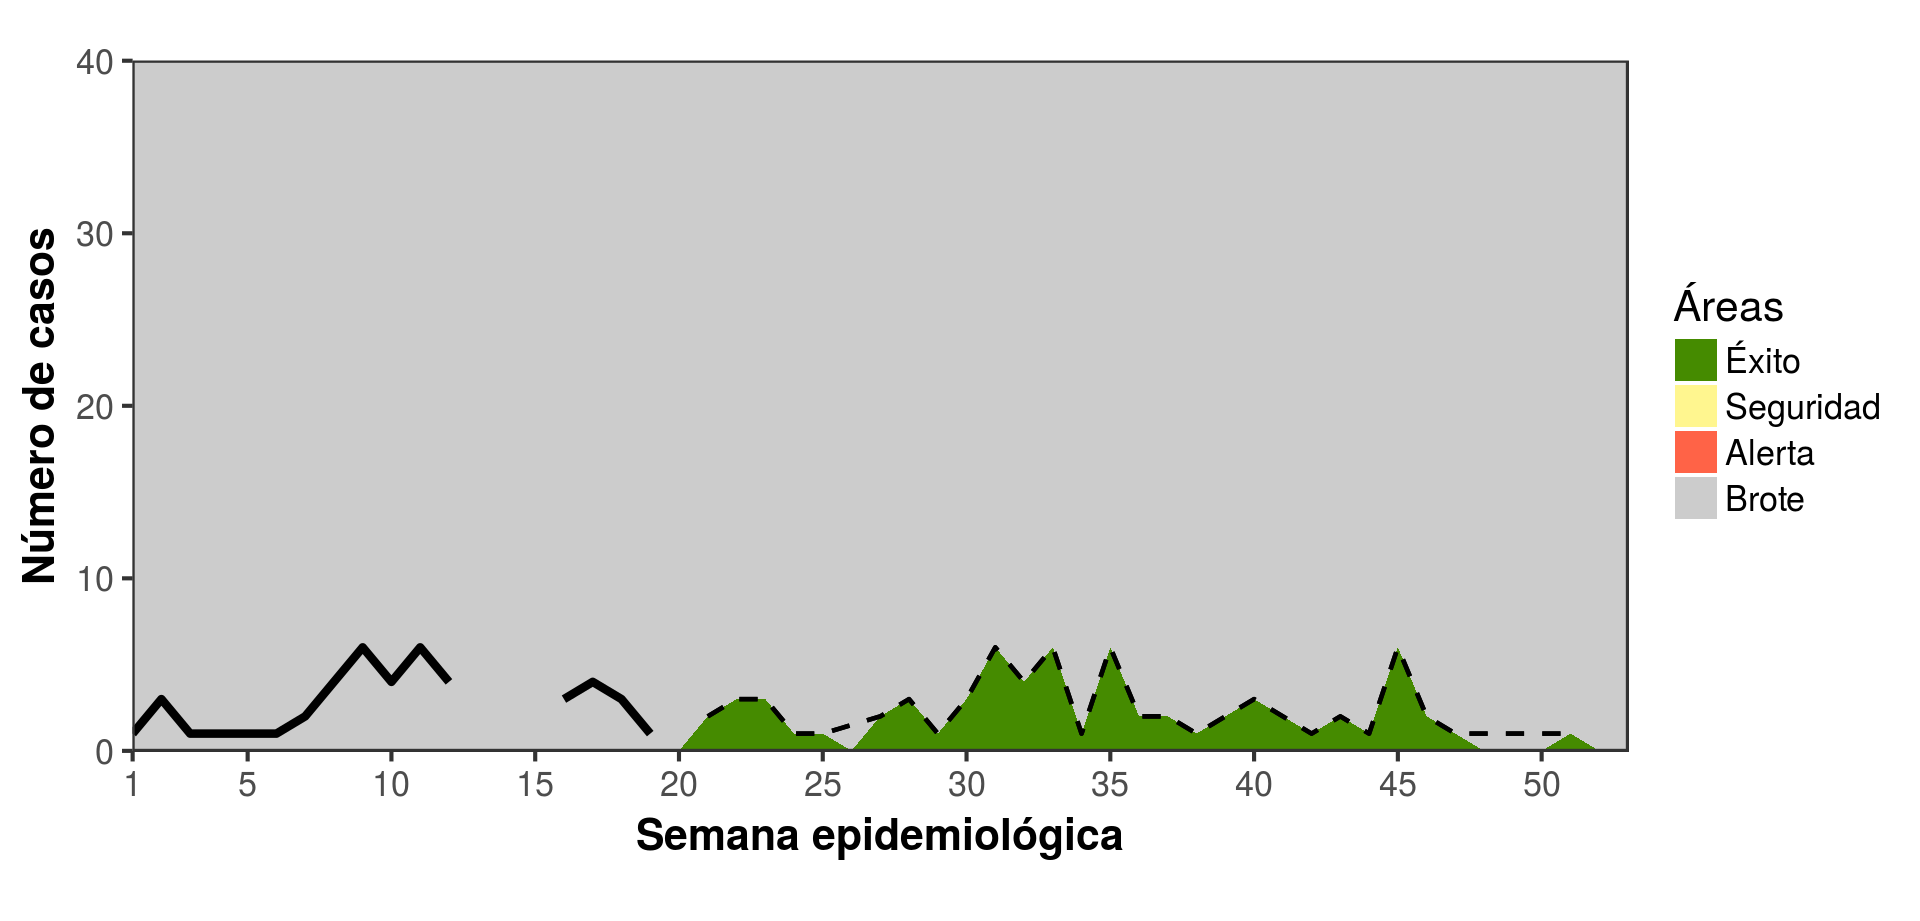 40
30
20
10
0
Número de casos
1 5 10 15 20 25 30 35 40 45 50
Semana epidemiológica
Áreas
Éxito
Seguridad
Alerta
Brote